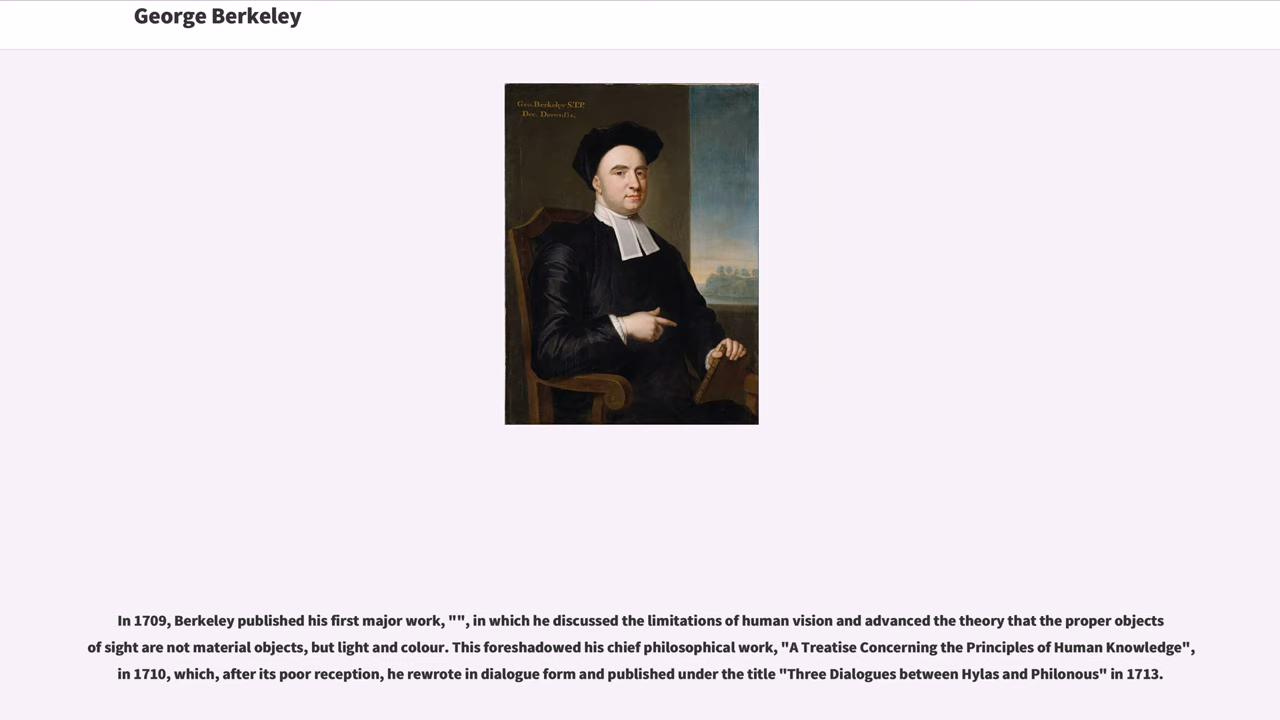 George Berkeley
Geo. Berkeley S.T.P.
Dec.
In 1709, Berkeley published his first major work, "", in which he discussed the limitations of human vision and advanced the theory that the proper objects
of sight are not material objects, but light and colour. This foreshadowed his chief philosophical work, "A Treatise Concerning the Principles of Human Knowledge",
in 1710, which, after its poor reception, he rewrote in dialogue form and published under the title "Three Dialogues between Hylas and Philonous" in 1713.